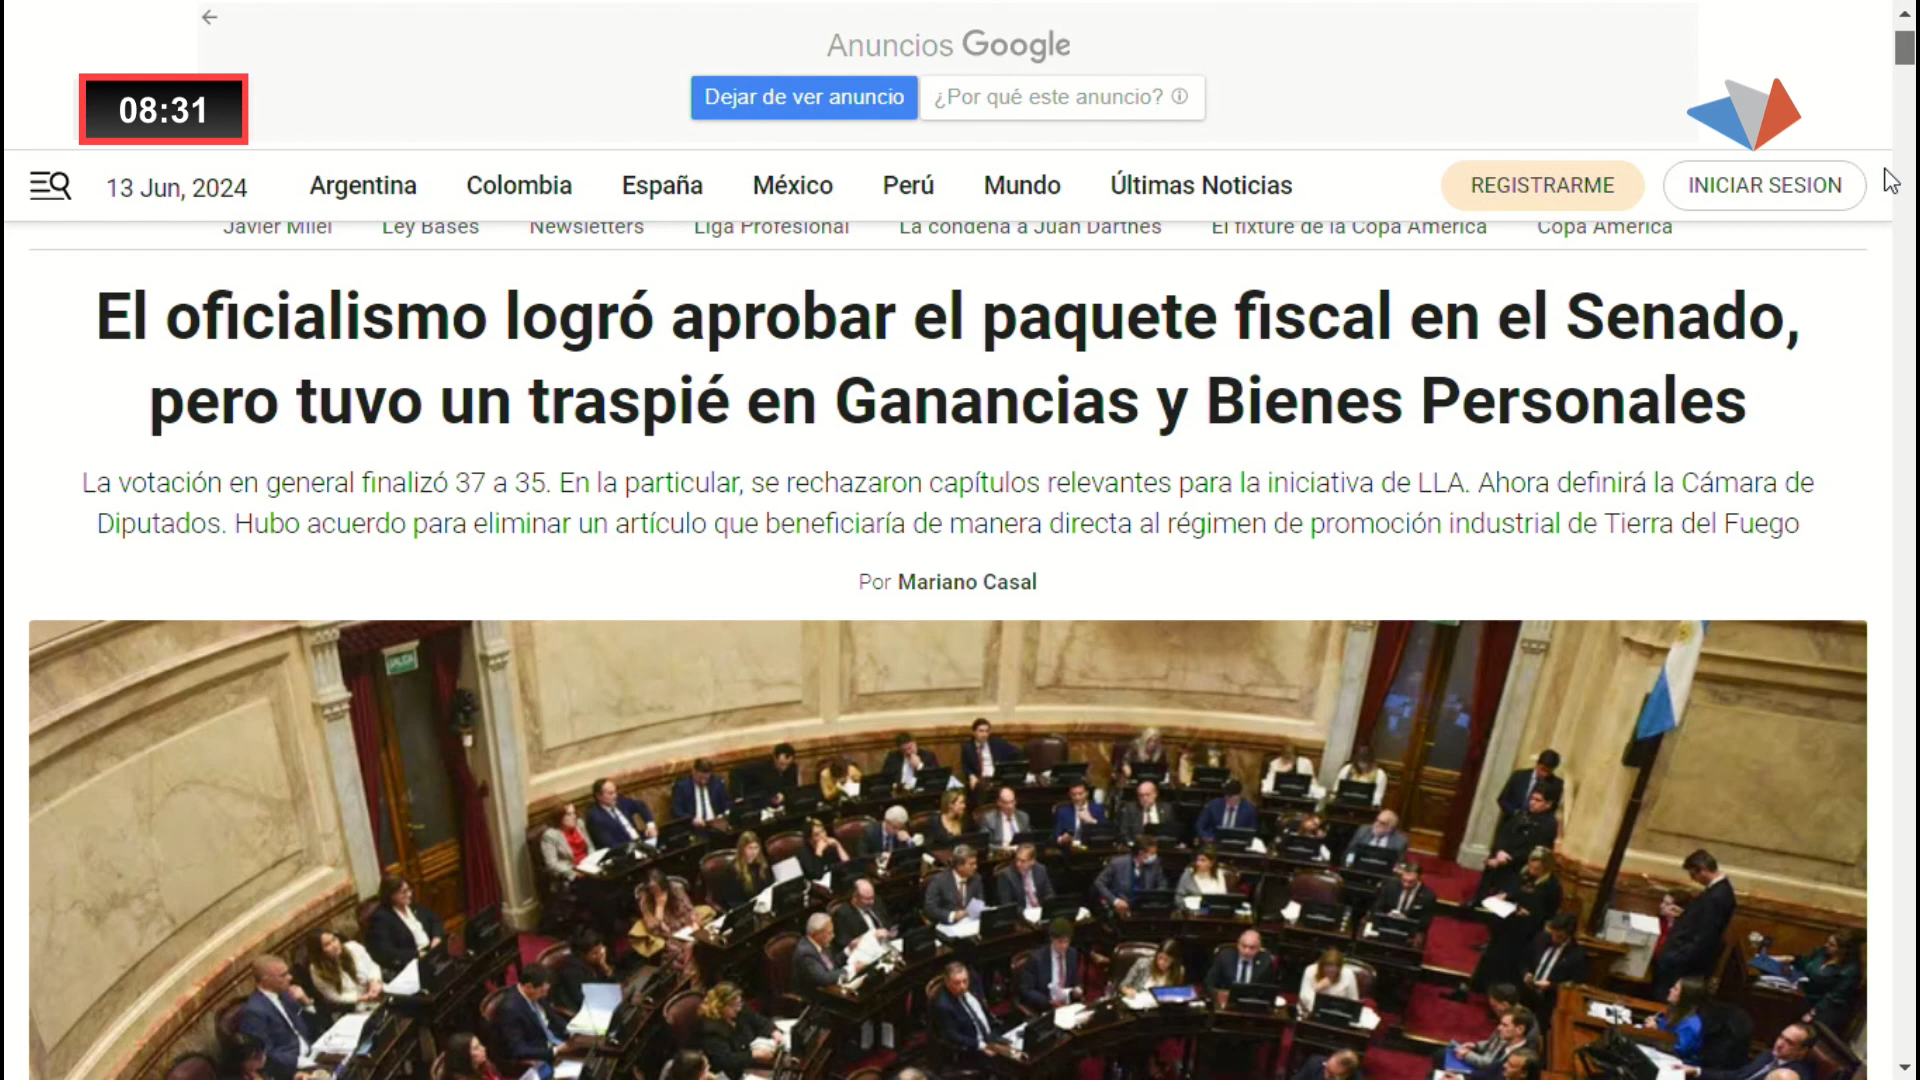 Anuncios Google
Dejar de ver anuncio
¿Por qué este anuncio?
08:31
13 Jun, 2024
Argentina
Colombia
España
México
Perú
Mundo
Últimas Noticias
REGISTRARME
INICIAR SESION
Javier Milei
Ley Bases
Newsletters
Liga Profesional
La condena a Juan Darthés
El fixture de la Copa América
Copa América
El oficialismo logró aprobar el paquete fiscal en el Senado,
pero tuvo un traspié en Ganancias y Bienes Personales
La votación en general finalizó 37 a 35. En la particular, se rechazaron capítulos relevantes para la iniciativa de LLA. Ahora definirá la Cámara de
Diputados. Hubo acuerdo para eliminar un artículo que beneficiaría de manera directa al régimen de promoción industrial de Tierra del Fuego
Por Mariano Casal
SALIDA